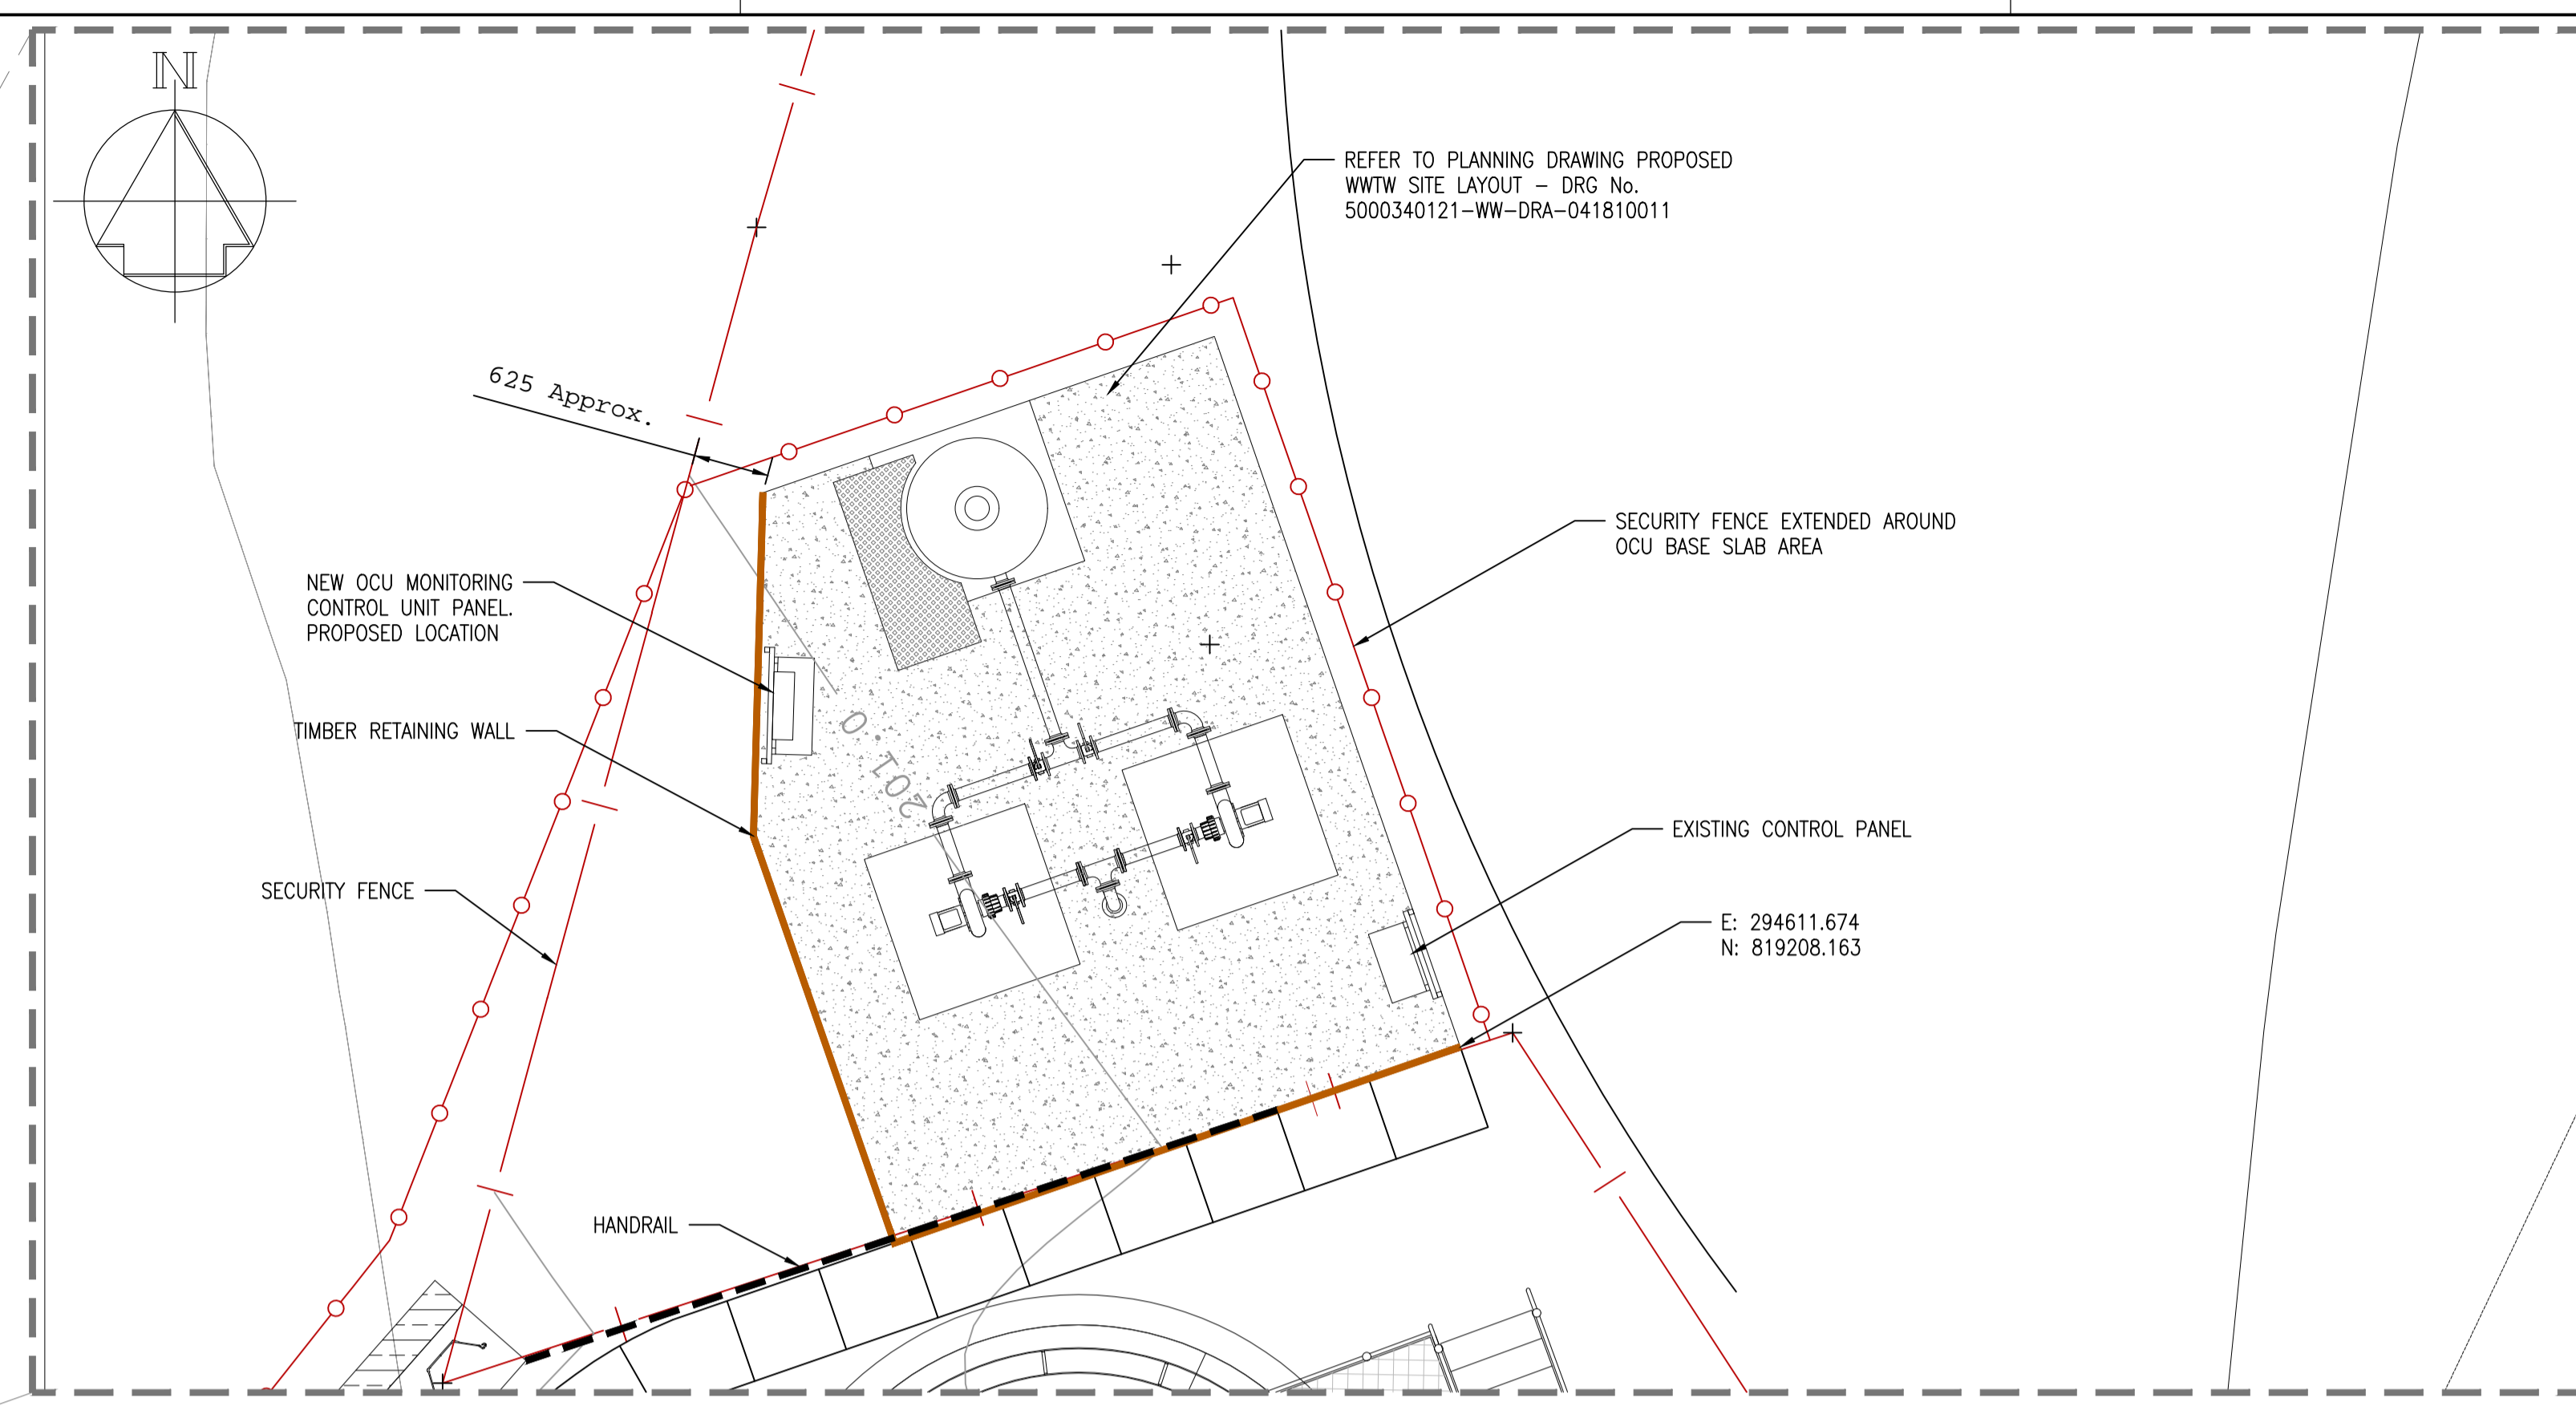 N
REFER TO PLANNING DRAWING PROPOSED
WWTW SITE LAYOUT – DRG No.
5000340121-WW-DRA-041810011
625 Approx.
SECURITY FENCE EXTENDED AROUND
OCU BASE SLAB AREA
NEW OCU MONITORING
CONTROL UNIT PANEL.
PROPOSED LOCATION
TIMBER RETAINING WALL
201.0
EXISTING CONTROL PANEL
SECURITY FENCE
E: 294611.674
N: 819208.163
HANDRAIL